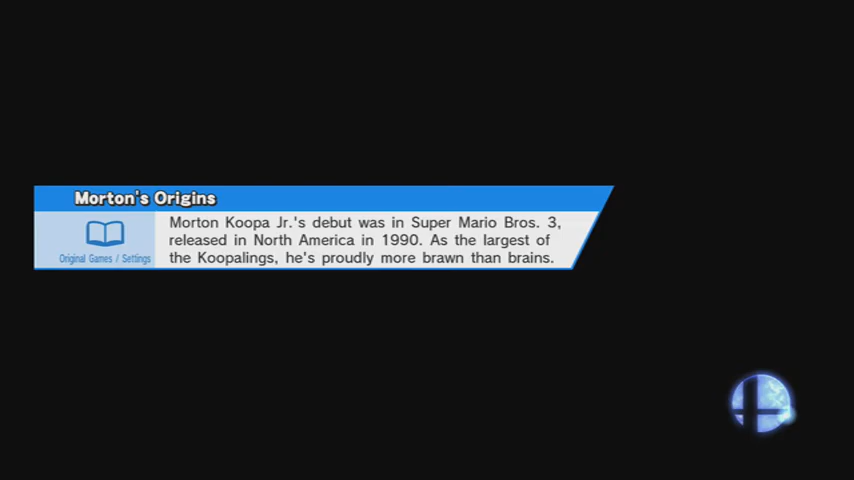 Morton's Origins
Original Games / Settings
Morton Koopa Jr.'s debut was in Super Mario Bros. 3,
released in North America in 1990. As the largest of
the Koopalings, he's proudly more brawn than brains.